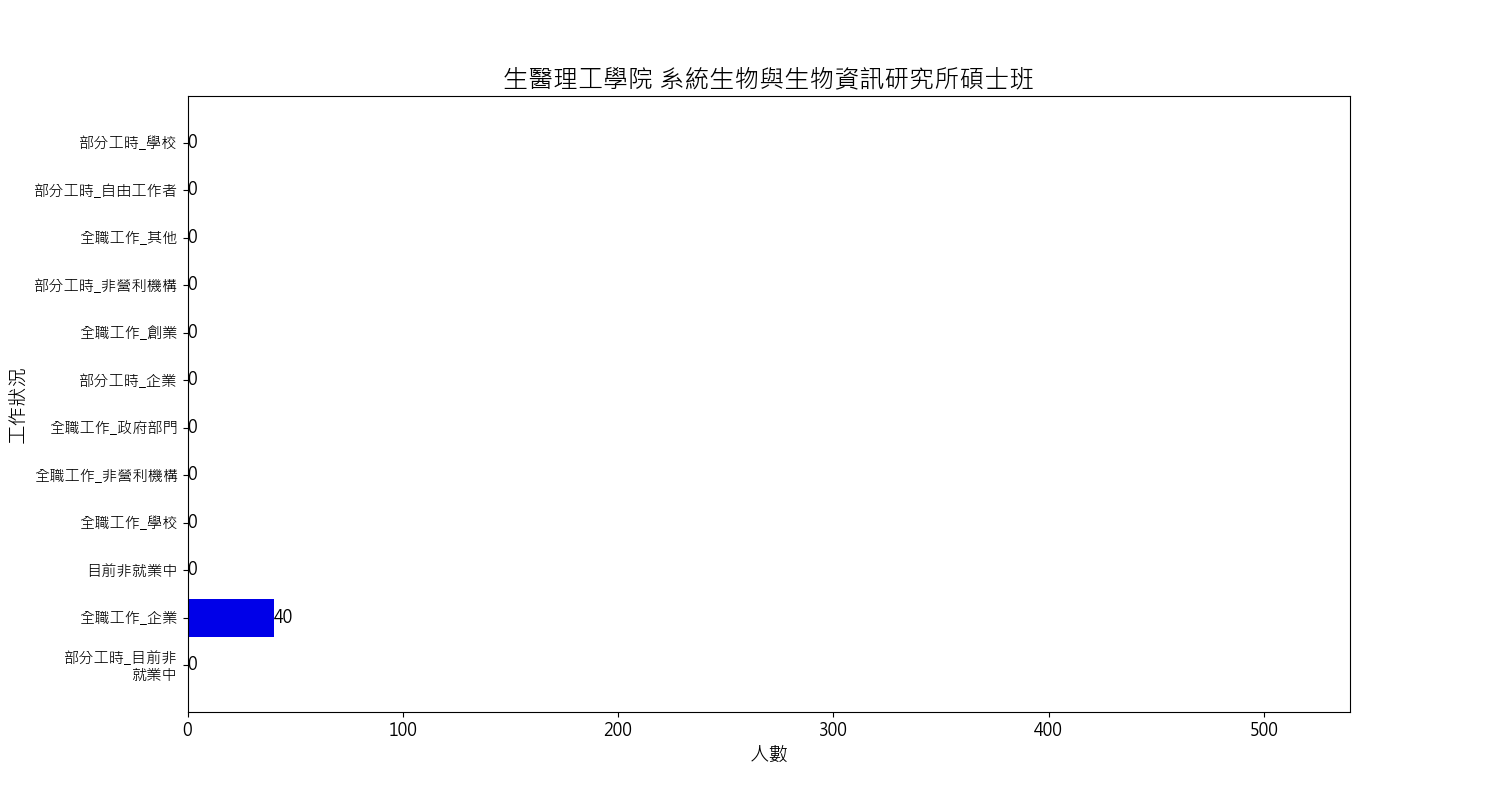 生醫理工學院 系統生物與生物資訊研究所碩士班
部分工時_學校 0
部分工時_自由工作者 0
全職工作_其他 0
部分工時_非營利機構 0
全職工作_創業 0
部分工時_企業 0
全職工作_政府部門 0
全職工作_非營利機構 0
全職工作_學校 0
目前非就業中 0
全職工作_企業 40
部分工時_目前非
就業中 0
工作狀況
0 100 200 300 400 500
人數